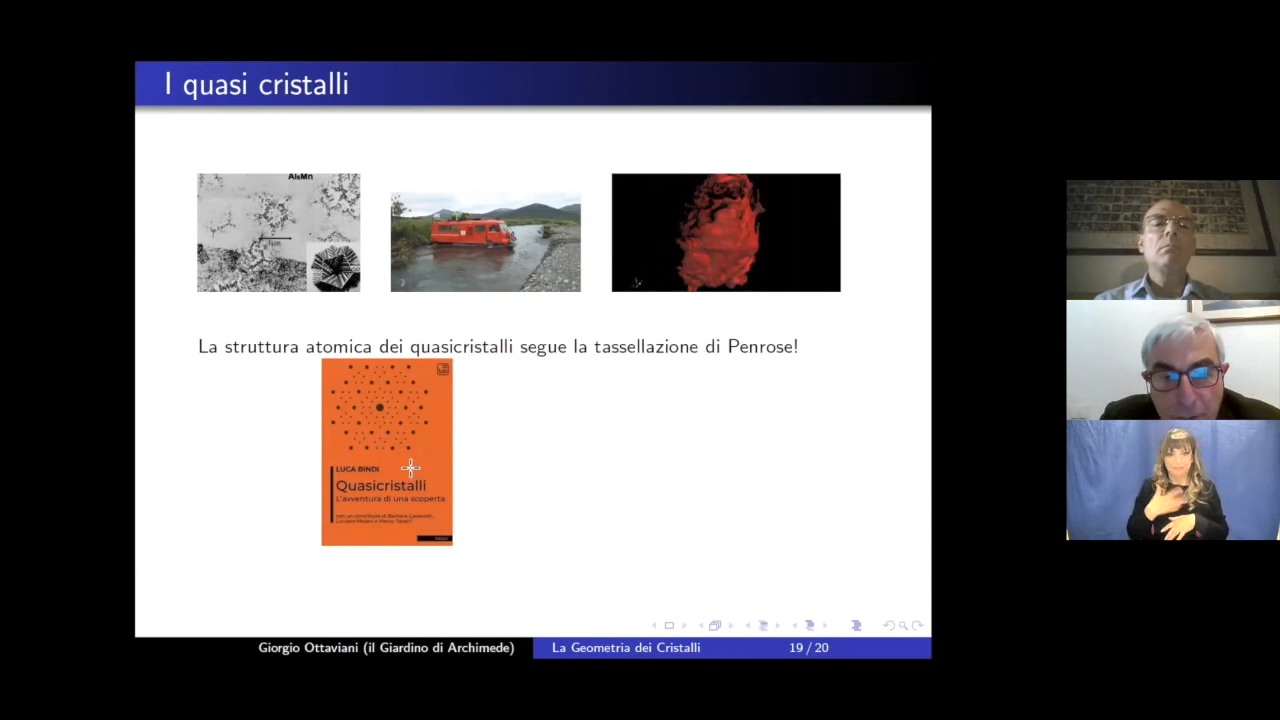 I quasi cristalli
Al₆Mn
La struttura atomica dei quasicristalli segue la tassellazione di Penrose!
LUCA BINDI
Quasicristalli
L'avventura di una scoperta
Giorgio Ottaviani (il Giardino di Archimede)
La Geometria dei Cristalli
19 / 20